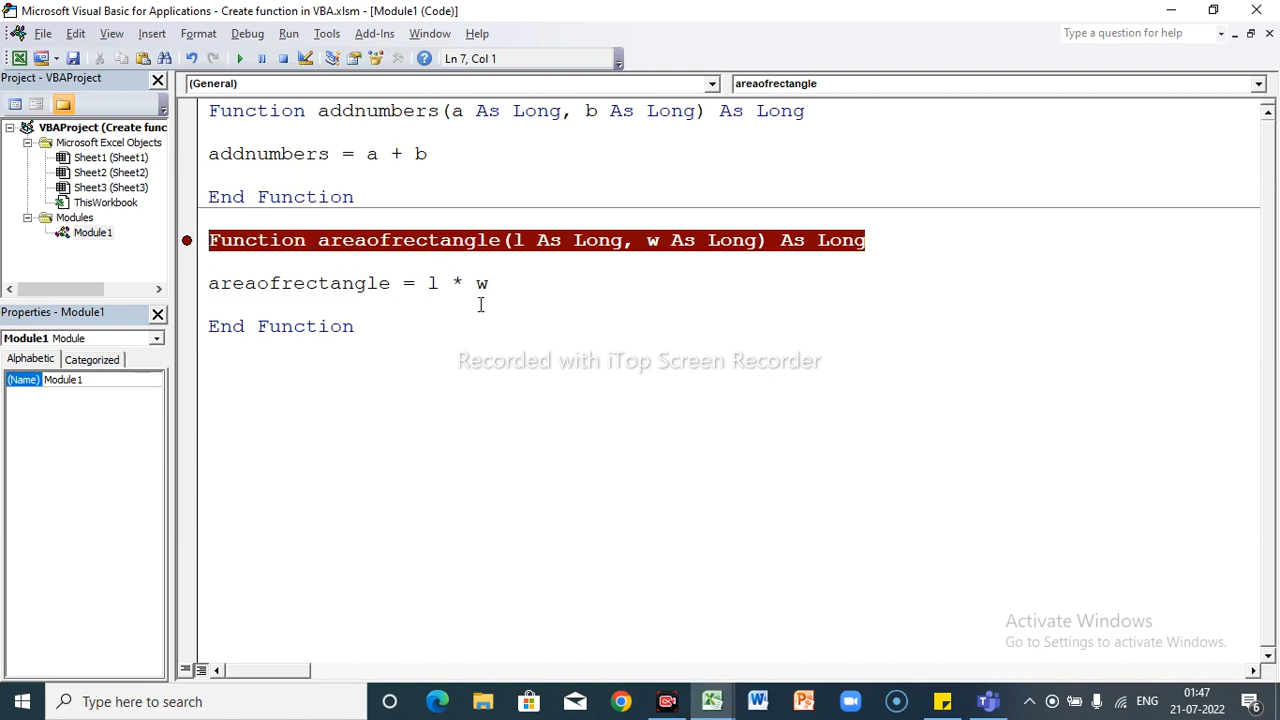 Microsoft Visual Basic for Applications - Create function in VBA.xlsm - [Module1 (Code)]
File Edit View Insert Format Debug Run Tools Add-Ins Window Help
Type a question for help
Ln 7, Col 1
Project - VBAProject
(General)
areaofrectangle
VBAProject (Create func
Microsoft Excel Objects
Sheet1 (Sheet1)
Sheet2 (Sheet2)
Sheet3 (Sheet3)
ThisWorkbook
Modules
Module1
Properties - Module1
Module1 Module
Alphabetic Categorized
(Name) Module1
Function addnumbers(a As Long, b As Long) As Long
addnumbers = a + b
End Function
Function areaofrectangle(l As Long, w As Long) As Long
areaofrectangle = l * w
End Function
Recorded with iTop Screen Recorder
Activate Windows
Go to Settings to activate Windows.
Type here to search
ENG
01:47
21-07-2022
6